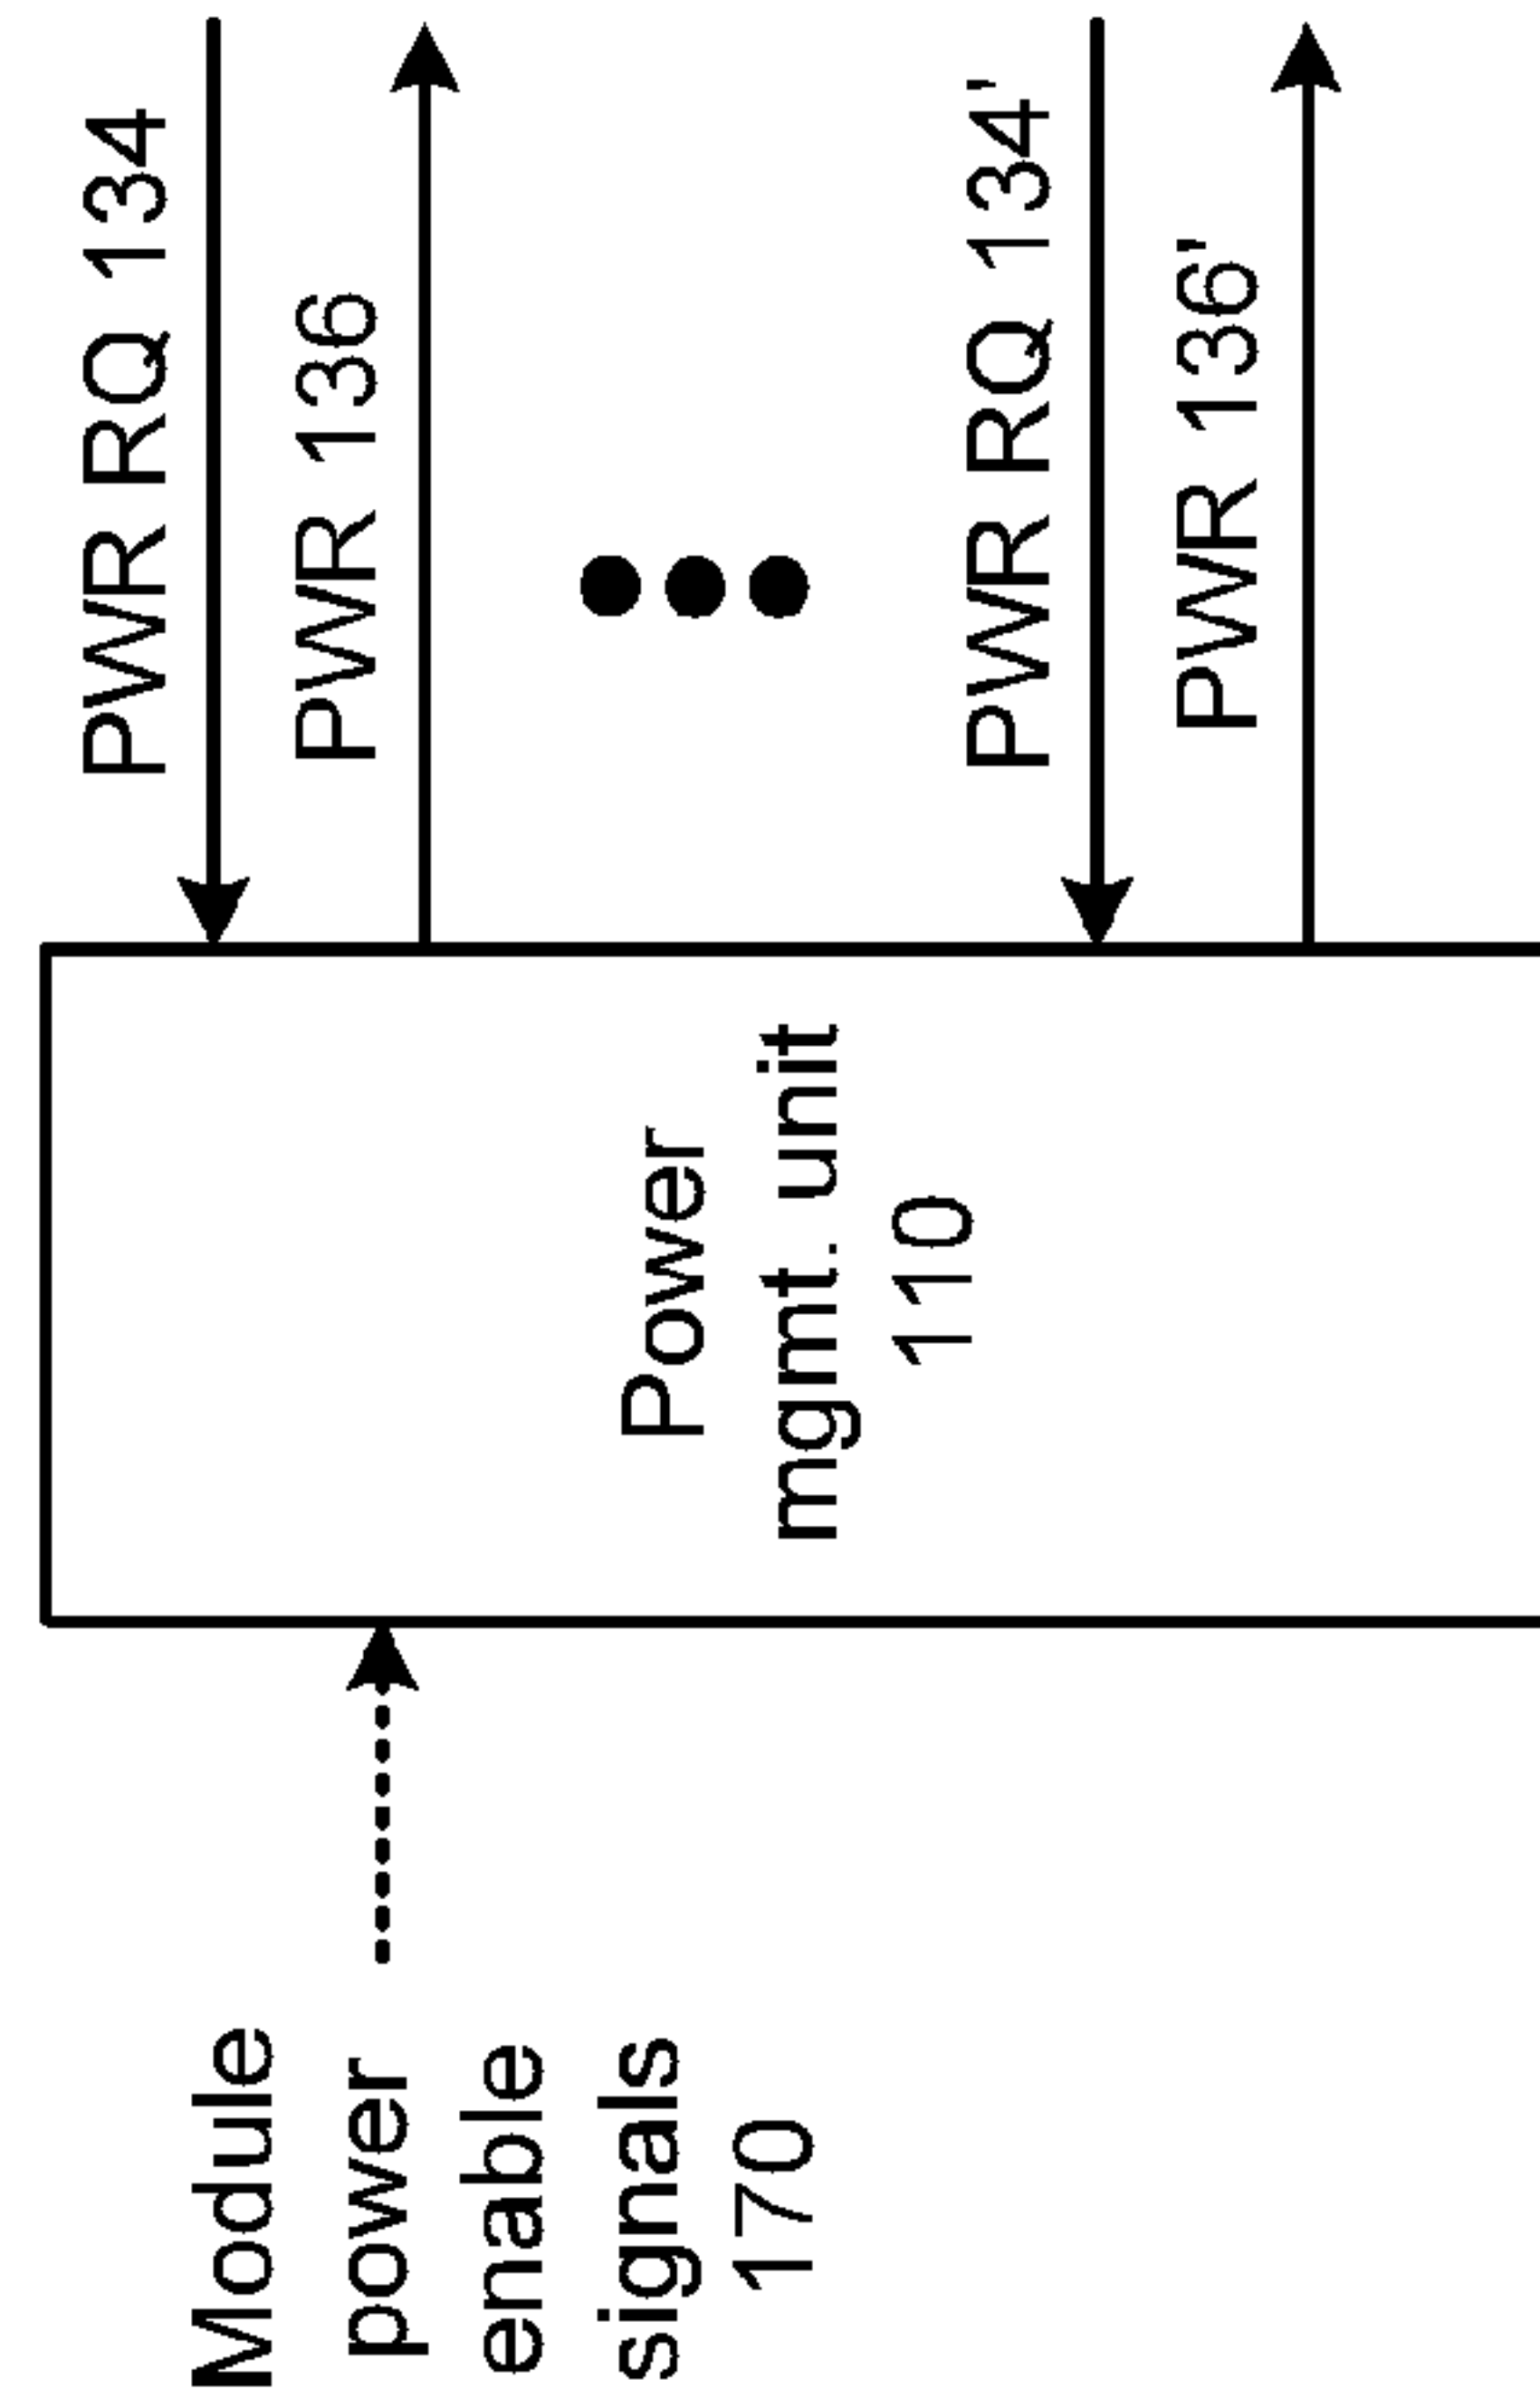 PWR RQ 134
PWR 136
PWR RQ 134'
PWR 136'
Power
mgmt. unit
110
Module
power
enable
signals
170